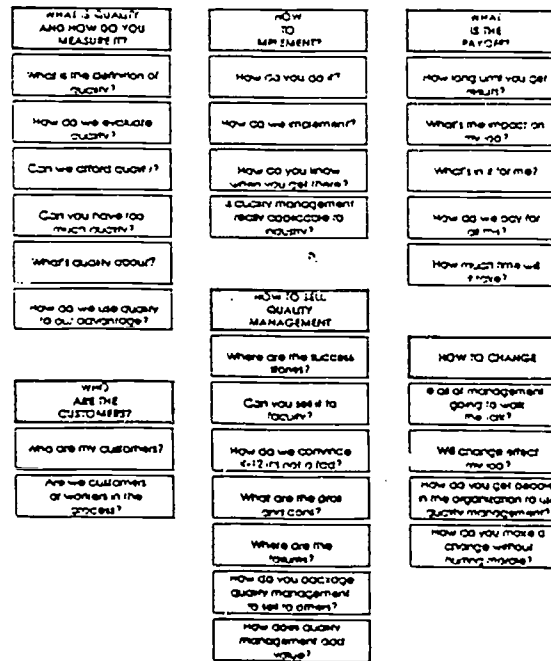 WHAT IS QUALITY
AND HOW DO YOU
MEASURE IT?
What is the definition of
quality?
How do we evaluate
quality?
Can we afford quality?
Can you have too
much quality?
What's quality about?
How do we use quality
to our advantage?
WHO
ARE THE
CUSTOMERS?
Who are my customers?
Are we customers
or workers in the
process?
HOW
TO
IMPLEMENT?
How do you do it?
How do we implement?
How do you know
when you get there?
Is quality management
really applicable to
industry?
HOW TO SELL
QUALITY
MANAGEMENT
Where are the success
stories?
Can you sell it to
faculty?
How do we convince
K-12 it's not a fad?
What are the pros
and cons?
Where are the
failures?
How do you package
quality management
to sell to others?
How does quality
management add
value?
WHAT
IS THE
PAYOFF?
How long until you get
results?
What's the impact on
my job?
What's in it for me?
How do we pay for
all this?
How much time will
it take?
HOW TO CHANGE
Is all of management
going to walk
the talk?
Will change effect
my job?
How do you get people
in the organization to use
quality management?
How do you make a
change without
hurting morale?